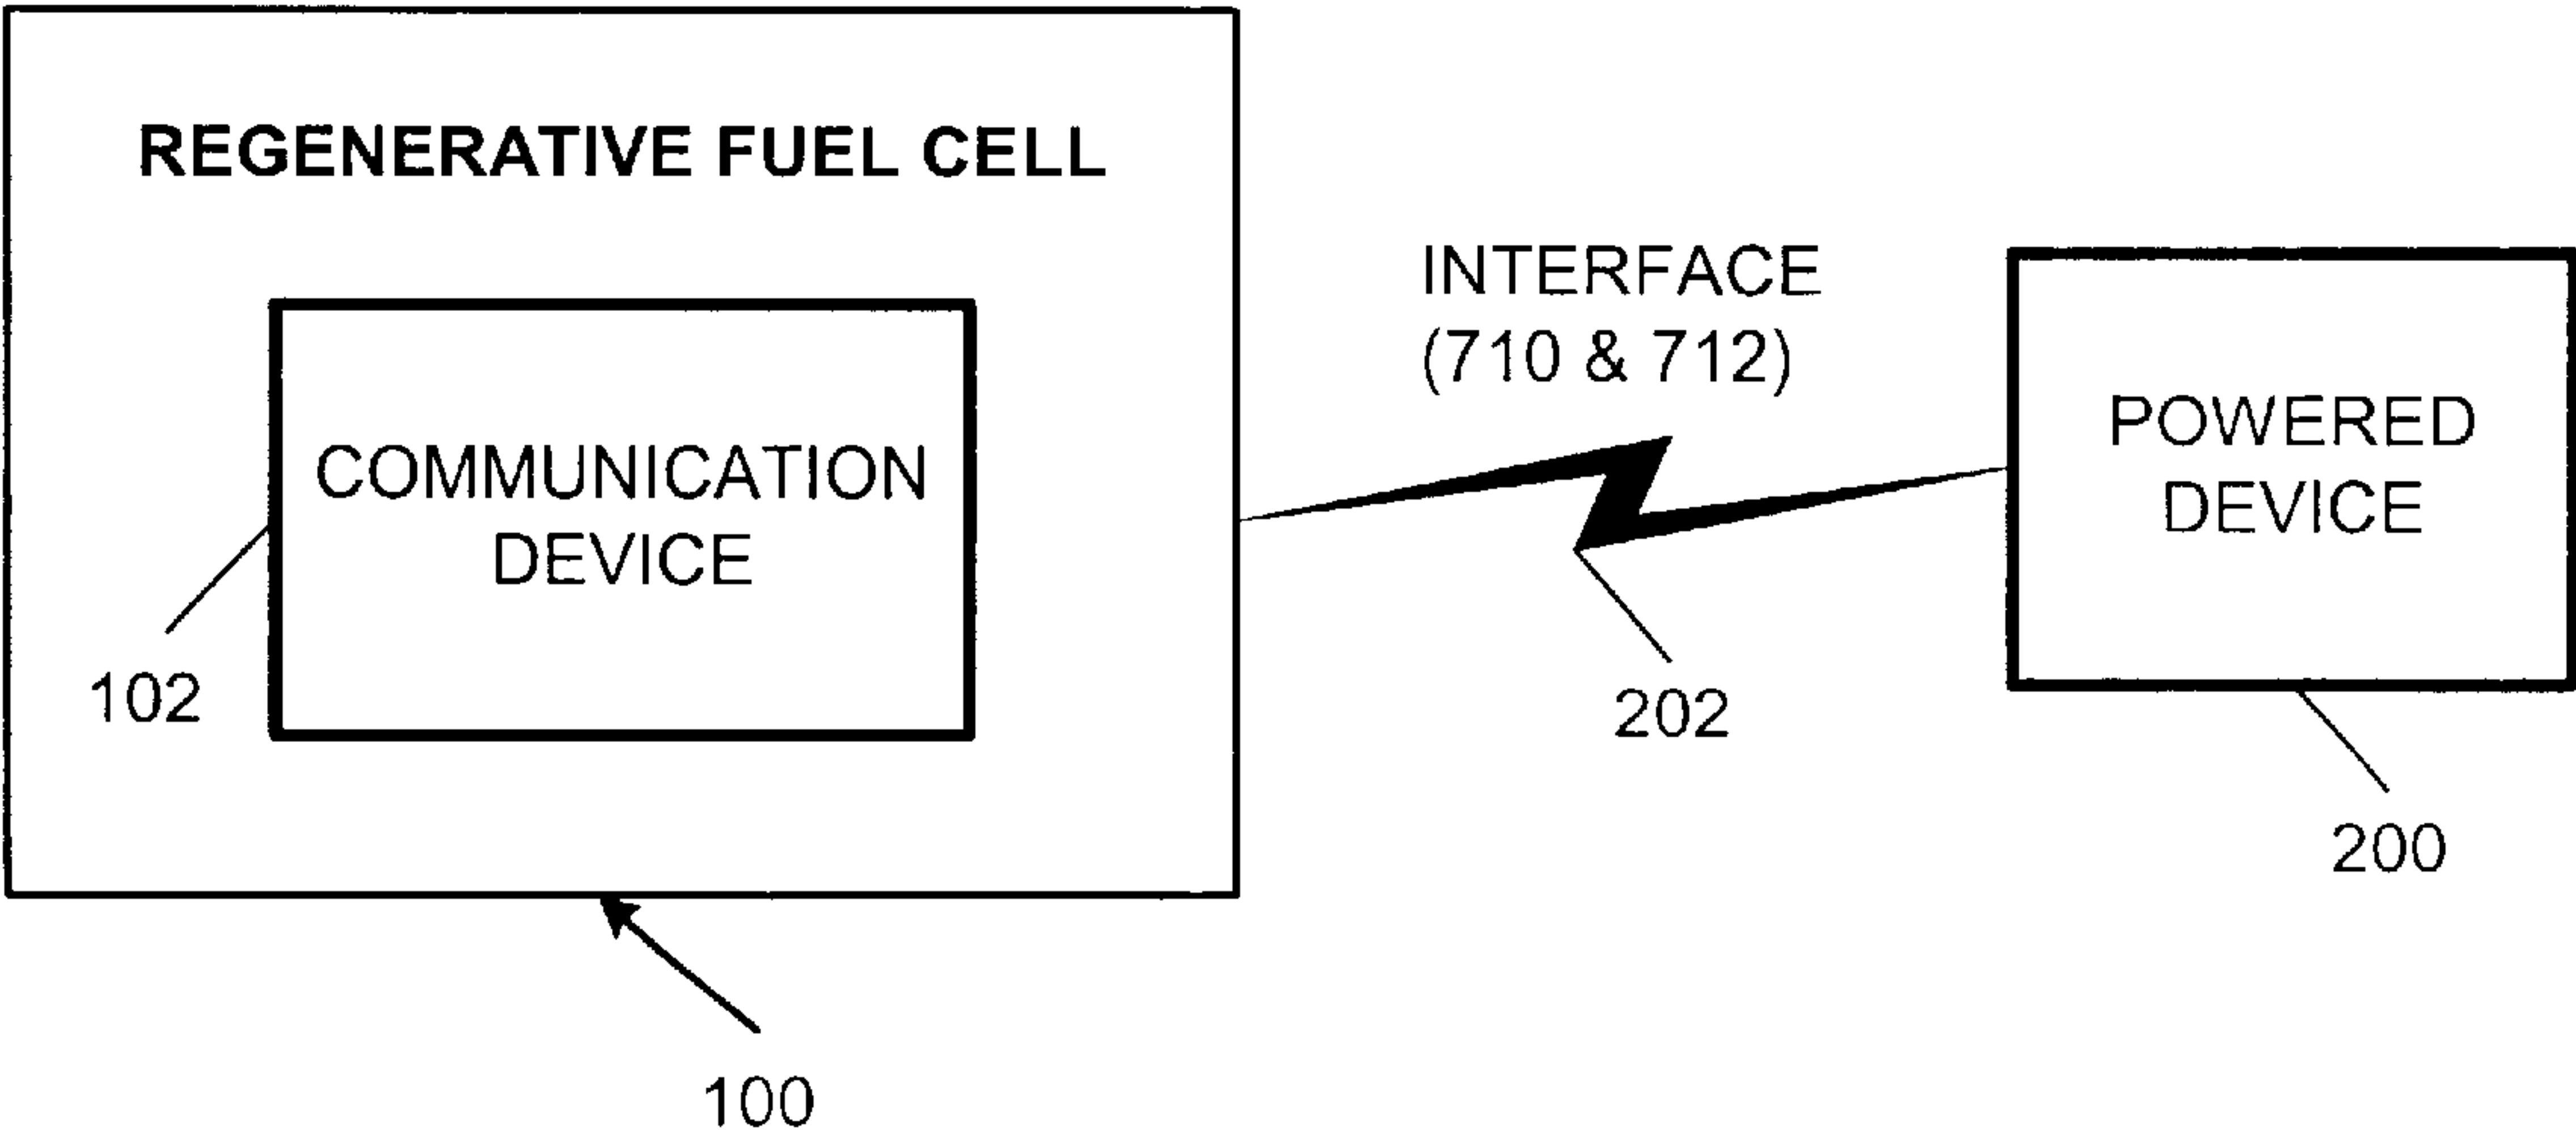 REGENERATIVE FUEL CELL
COMMUNICATION
DEVICE
102
100
INTERFACE
(710 & 712)
202
POWERED
DEVICE
200